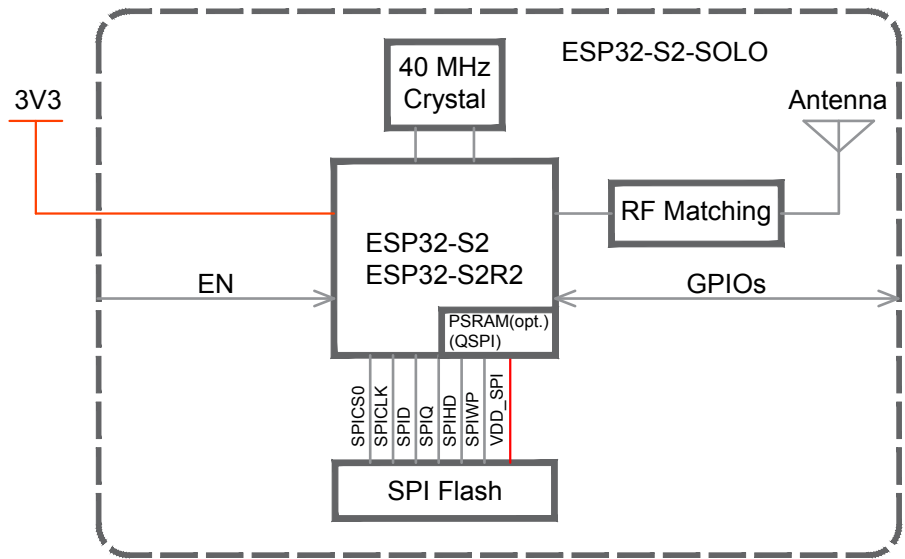 ESP32-S2-SOLO
40 MHz
Crystal
3V3
Antenna
RF Matching
ESP32-S2
ESP32-S2R2
EN
GPIOs
PSRAM(opt.)
(QSPI)
SPICS0
SPICLK
SPID
SPIQ
SPIHD
SPIWP
VDD_SPI
SPI Flash